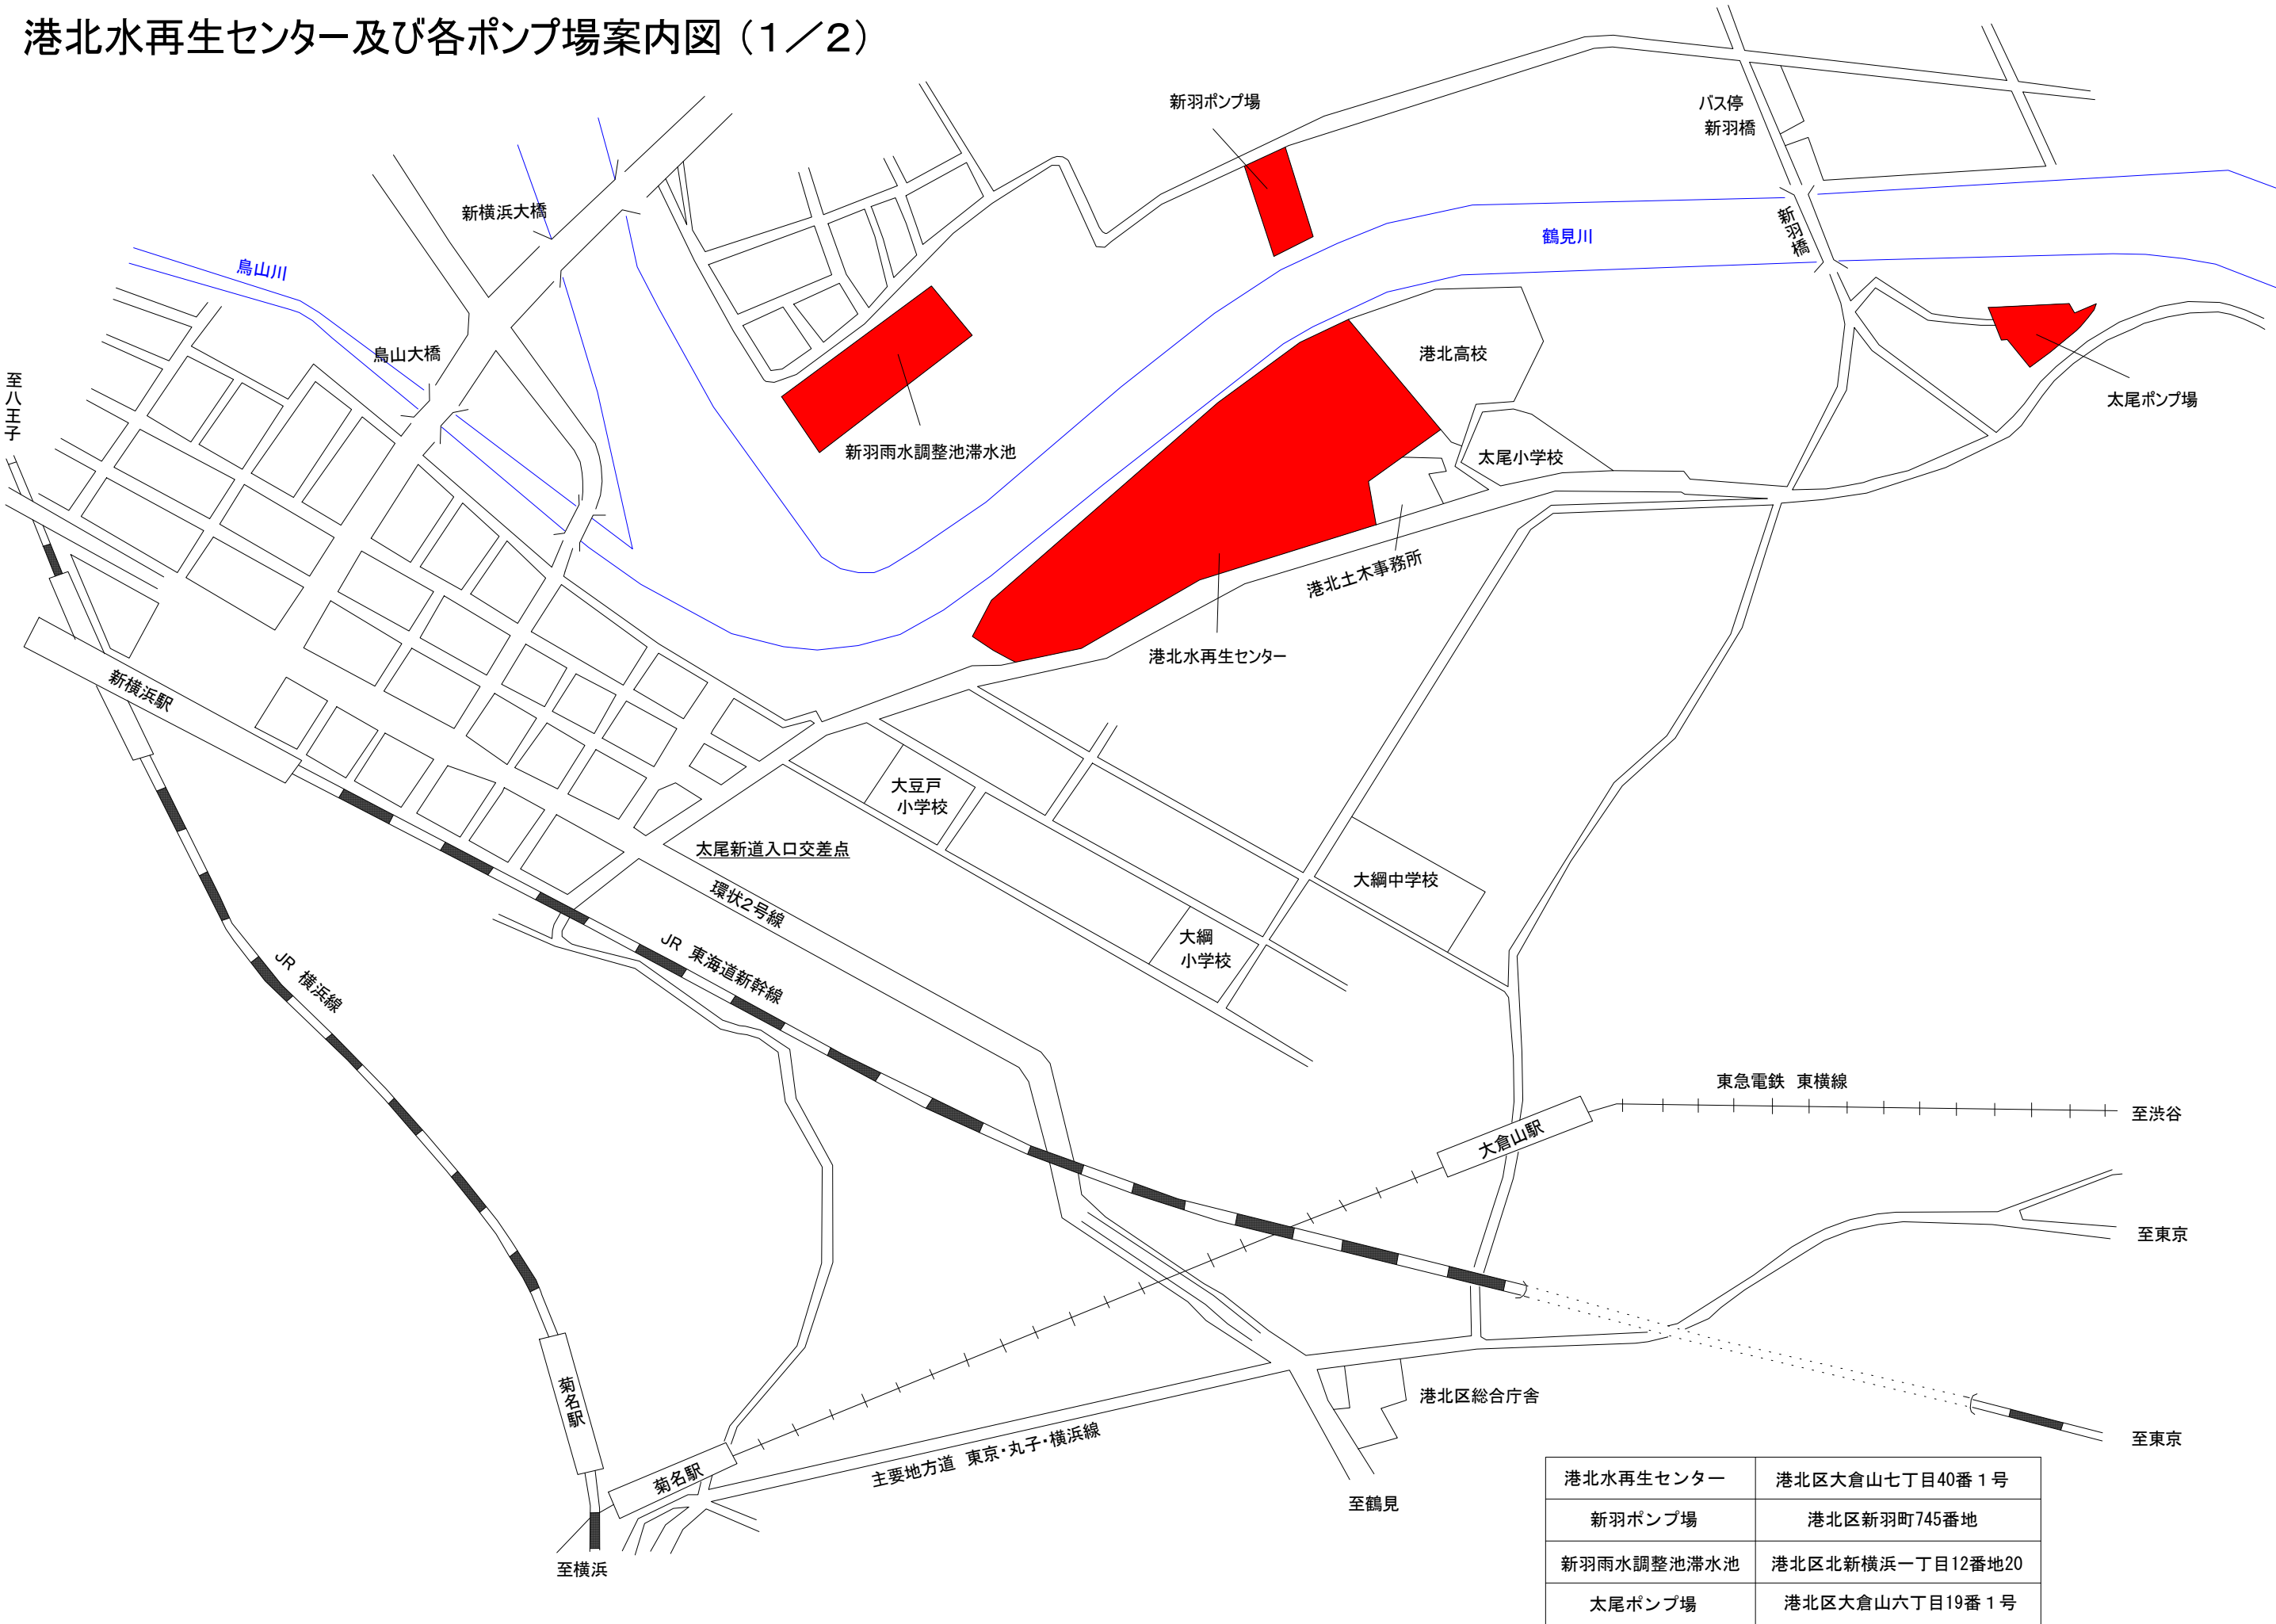 港北水再生センター及び各ポンプ場案内図（１／２）
新羽ポンプ場
バス停
新羽橋
新横浜大橋
新羽橋
鶴見川
鳥山川
鳥山大橋
港北高校
至八王子
太尾ポンプ場
新羽雨水調整池滞水池
太尾小学校
港北土木事務所
港北水再生センター
新横浜駅
大豆戸
小学校
太尾新道入口交差点
大綱中学校
環状２号線
大綱
小学校
JR 東海道新幹線
JR 横浜線
東急電鉄 東横線
至渋谷
大倉山駅
至東京
菊名駅
港北区総合庁舎
至東京
主要地方道 東京・丸子・横浜線
菊名駅
至鶴見
至横浜
港北水再生センター 港北区大倉山七丁目40番１号
新羽ポンプ場 港北区新羽町745番地
新羽雨水調整池滞水池 港北区北新横浜一丁目12番地20
太尾ポンプ場 港北区大倉山六丁目19番１号